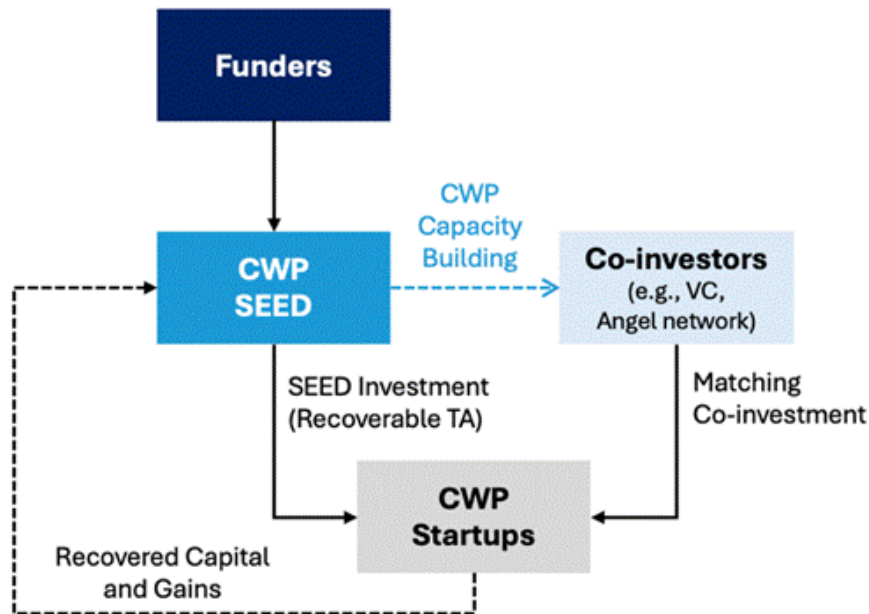 Funders
CWP
Capacity
Building
CWP
SEED
Co-investors
(e.g., VC,
Angel network)
SEED Investment
(Recoverable TA)
Matching
Co-investment
CWP
Startups
Recovered Capital
and Gains